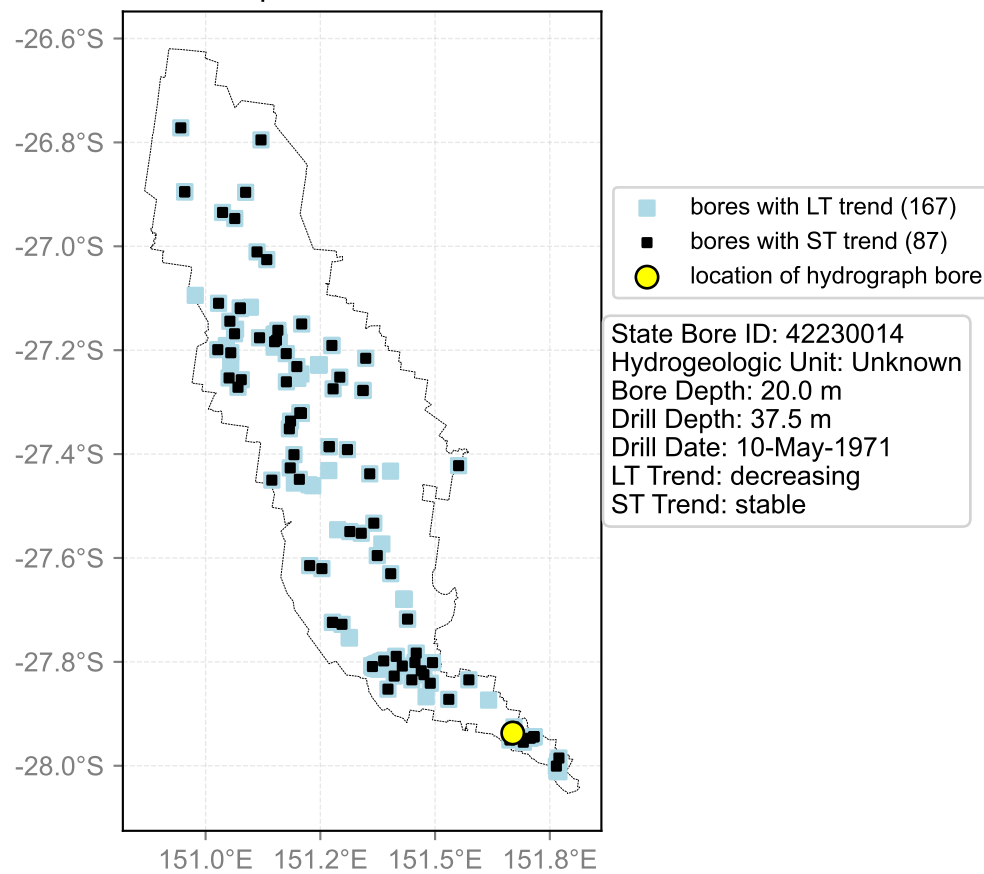 -26.6°S
-26.8°S
-27.0°S
-27.2°S
-27.4°S
-27.6°S
-27.8°S
-28.0°S
151.0°E
151.2°E
151.5°E
151.8°E
bores with LT trend (167)
bores with ST trend (87)
location of hydrograph bore
State Bore ID: 42230014
Hydrogeologic Unit: Unknown
Bore Depth: 20.0 m
Drill Depth: 37.5 m
Drill Date: 10-May-1971
LT Trend: decreasing
ST Trend: stable